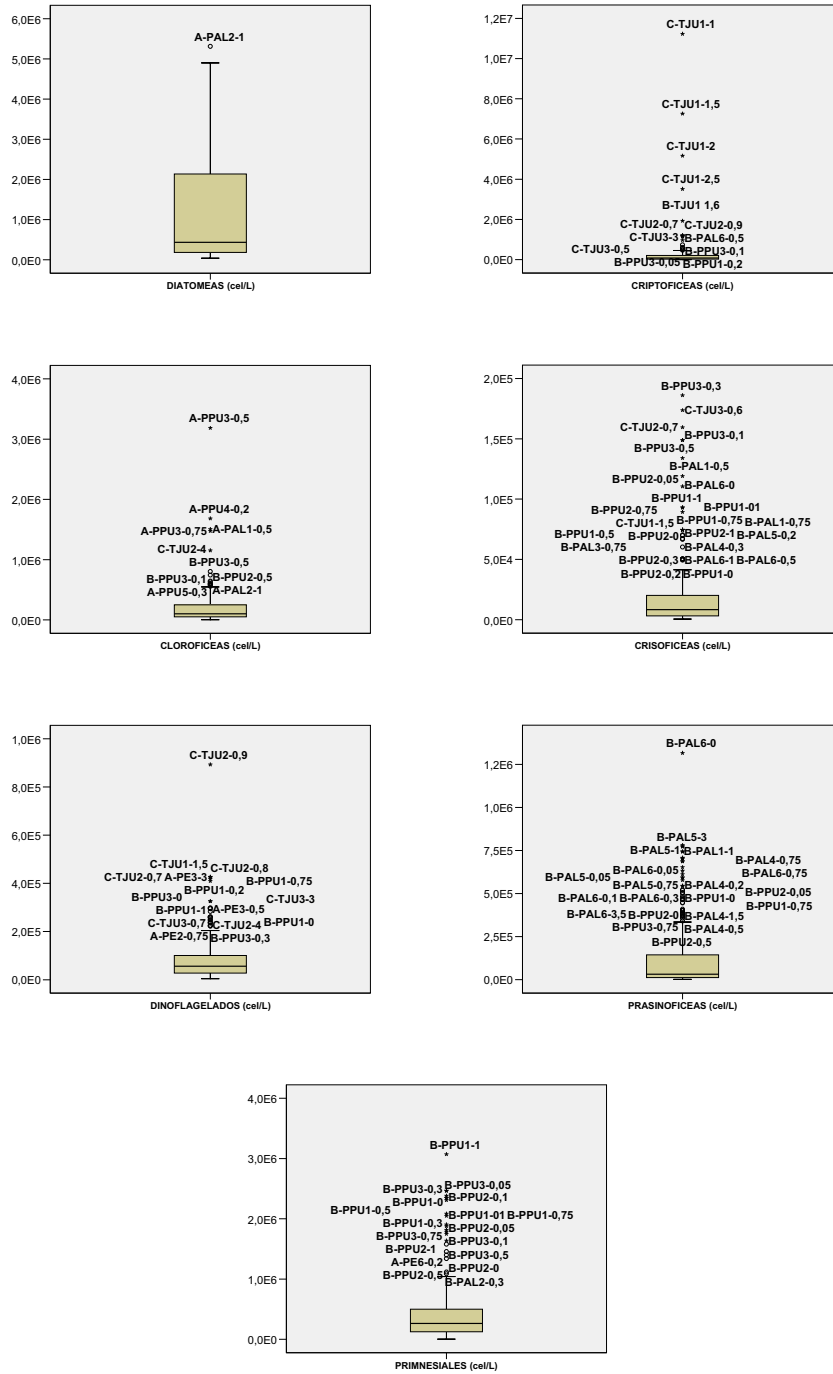 6,0E6
A-PAL2-1
5,0E6
4,0E6
3,0E6
2,0E6
1,0E6
0,0E0
DIATOMEAS (cel/L)
1,2E7
C-TJU1-1
1,0E7
8,0E6
C-TJU1-1,5
6,0E6
C-TJU1-2
4,0E6
C-TJU1-2,5
B-TJU1 1,6
2,0E6
C-TJU2-0,7 C-TJU2-0,9
C-TJU3-3 B-PAL6-0,5
C-TJU3-0,5 B-PPU3-0,1
0,0E0
B-PPU3-0,05 B-PPU1-0,2
CRIPTOFICEAS (cel/L)
4,0E6
A-PPU3-0,5
3,0E6
2,0E6
A-PPU4-0,2
A-PPU3-0,75 A-PAL1-0,5
C-TJU2-4
1,0E6
B-PPU3-0,5
B-PPU3-0,1 B-PPU2-0,5
A-PPU5-0,3 A-PAL2-1
0,0E0
CLOROFICEAS (cel/L)
2,0E5
B-PPU3-0,3
C-TJU3-0,6
C-TJU2-0,7
1,5E5
B-PPU3-0,1
B-PPU3-0,5
B-PAL1-0,5
B-PPU2-0,05 B-PAL6-0
1,0E5
B-PPU1-1
B-PPU2-0,75 B-PPU1-01
C-TJU1-1,5 B-PPU1-0,75 B-PAL1-0,75
B-PPU1-0,5 B-PPU2-0 B-PPU2-1 B-PAL5-0,2
B-PAL3-0,75 B-PAL4-0,3
5,0E4
B-PPU2-0,3 B-PAL6-1 B-PAL6-0,5
B-PPU2-0,2 B-PPU1-0
0,0E0
CRISOFICEAS (cel/L)
1,0E6
C-TJU2-0,9
8,0E5
6,0E5
C-TJU1-1,5 C-TJU2-0,8
C-TJU2-0,7 A-PE3-3 B-PPU1-0,75
4,0E5
B-PPU1-0,2
B-PPU3-0 C-TJU3-3
B-PPU1-1 A-PE3-0,5
C-TJU3-0,7 C-TJU2-4 B-PPU1-0
2,0E5
A-PE2-0,75 B-PPU3-0,3
0,0E0
DINOFLAGELADOS (cel/L)
B-PAL6-0
1,2E6
1,0E6
B-PAL5-3
7,5E5
B-PAL5-1 B-PAL1-1
B-PAL4-0,75
B-PAL6-0,05 B-PAL6-0,75
B-PAL5-0,05
B-PAL5-0,75 B-PAL4-0,2
5,0E5
B-PPU2-0,05
B-PAL6-0,1 B-PAL6-0,3 B-PPU1-0
B-PPU1-0,75
B-PAL6-3,5 B-PPU2-0 B-PAL4-1,5
B-PPU3-0,75 B-PAL4-0,5
2,5E5
B-PPU2-0,5
0,0E0
PRASINOFICEAS (cel/L)
4,0E6
B-PPU1-1
3,0E6
B-PPU3-0,3 B-PPU3-0,05
B-PPU1-0 B-PPU2-0,1
B-PPU1-0,5 B-PPU1-01 B-PPU1-0,75
2,0E6
B-PPU1-0,3 B-PPU2-0,05
B-PPU3-0,75 B-PPU3-0,1
B-PPU2-1 B-PPU3-0,5
A-PE6-0,2 B-PPU2-0
B-PPU2-0,5 B-PAL2-0,3
1,0E6
0,0E0
PRIMNESIALES (cel/L)